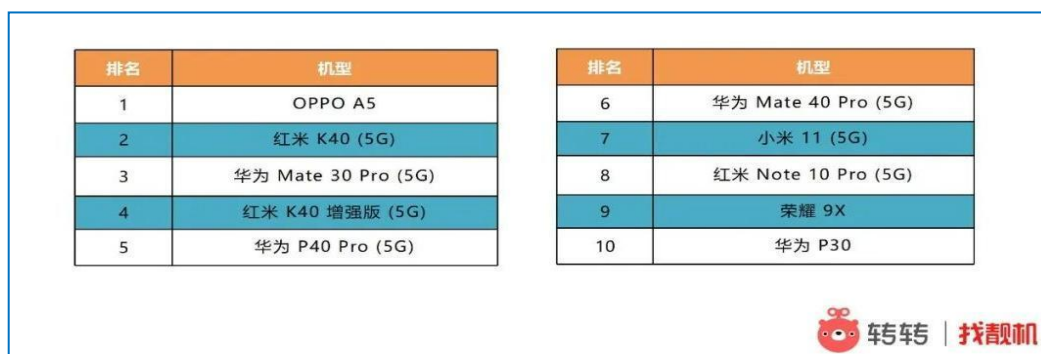 排名 机型
1 OPPO A5
2 红米 K40 (5G)
3 华为 Mate 30 Pro (5G)
4 红米 K40 增强版 (5G)
5 华为 P40 Pro (5G)
排名 机型
6 华为 Mate 40 Pro (5G)
7 小米 11 (5G)
8 红米 Note 10 Pro (5G)
9 荣耀 9X
10 华为 P30
转转 | 找靓机